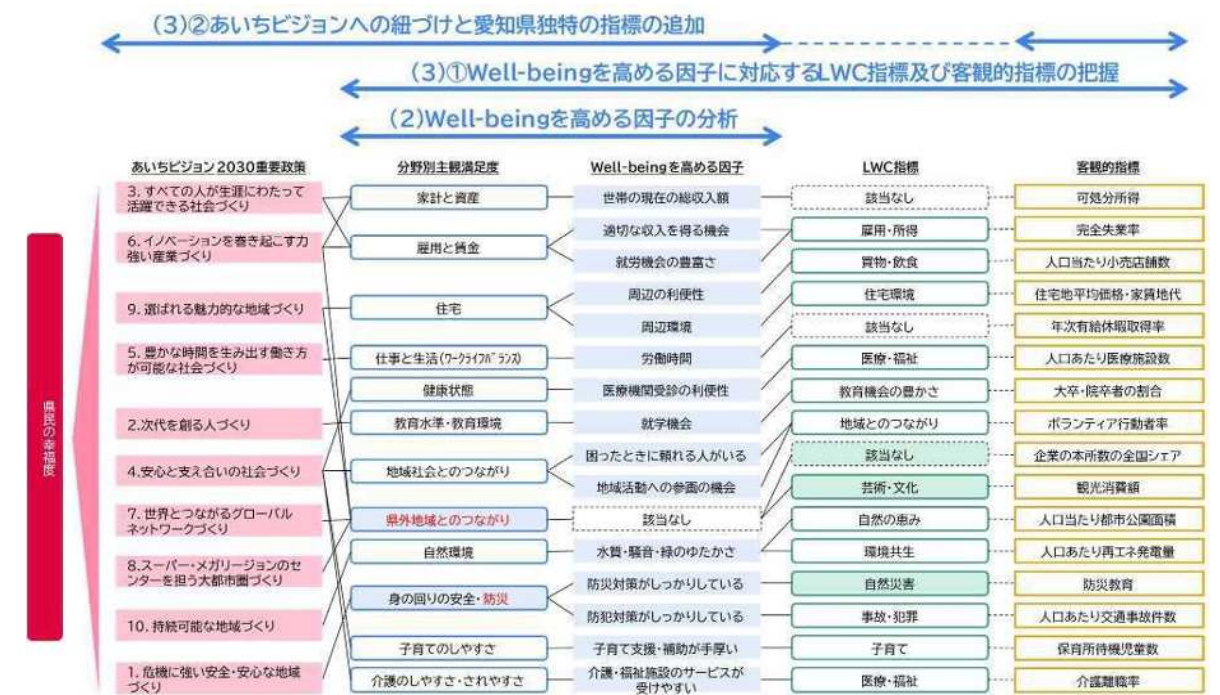 (3)②あいちビジョンへの紐づけと愛知県独特の指標の追加
(3)①Well-beingを高める因子に対応するLWC指標及び客観的指標の把握
(2)Well-beingを高める因子の分析
県民の幸福度
あいちビジョン2030重要政策
3. すべての人が生涯にわたって
活躍できる社会づくり
6. イノベーションを巻き起こす力
強い産業づくり
9. 選ばれる魅力的な地域づくり
5. 豊かな時間を生み出す働き方
が可能な社会づくり
2.次代を創る人づくり
4.安心と支え合いの社会づくり
7. 世界とつながるグローバル
ネットワークづくり
8.スーパー・メガリージョンのセ
ンターを担う大都市圏づくり
10. 持続可能な地域づくり
1. 危機に強い安全・安心な地域
づくり
分野別主観満足度
家計と資産
雇用と賃金
住宅
仕事と生活(ワークライフバランス)
健康状態
教育水準・教育環境
地域社会とのつながり
県外地域とのつながり
自然環境
身の回りの安全・防災
子育てのしやすさ
介護のしやすさ・されやすさ
Well-beingを高める因子
世帯の現在の総収入額
適切な収入を得る機会
就労機会の豊富さ
周辺の利便性
周辺環境
労働時間
医療機関受診の利便性
就学機会
困ったときに頼れる人がいる
地域活動への参画の機会
該当なし
水質・騒音・緑のゆたかさ
防災対策がしっかりしている
防犯対策がしっかりしている
子育て支援・補助が手厚い
介護・福祉施設のサービスが
受けやすい
LWC指標
該当なし
雇用・所得
買物・飲食
住宅環境
該当なし
医療・福祉
教育機会の豊かさ
地域とのつながり
該当なし
芸術・文化
自然の恵み
環境共生
自然災害
事故・犯罪
子育て
医療・福祉
客観的指標
可処分所得
完全失業率
人口当たり小売店舗数
住宅地平均価格・家賃地代
年次有給休暇取得率
人口あたり医療施設数
大卒・院卒者の割合
ボランティア行動者率
企業の本所数の全国シェア
観光消費額
人口当たり都市公園面積
人口あたり再エネ発電量
防災教育
人口あたり交通事故件数
保育所待機児童数
介護離職率